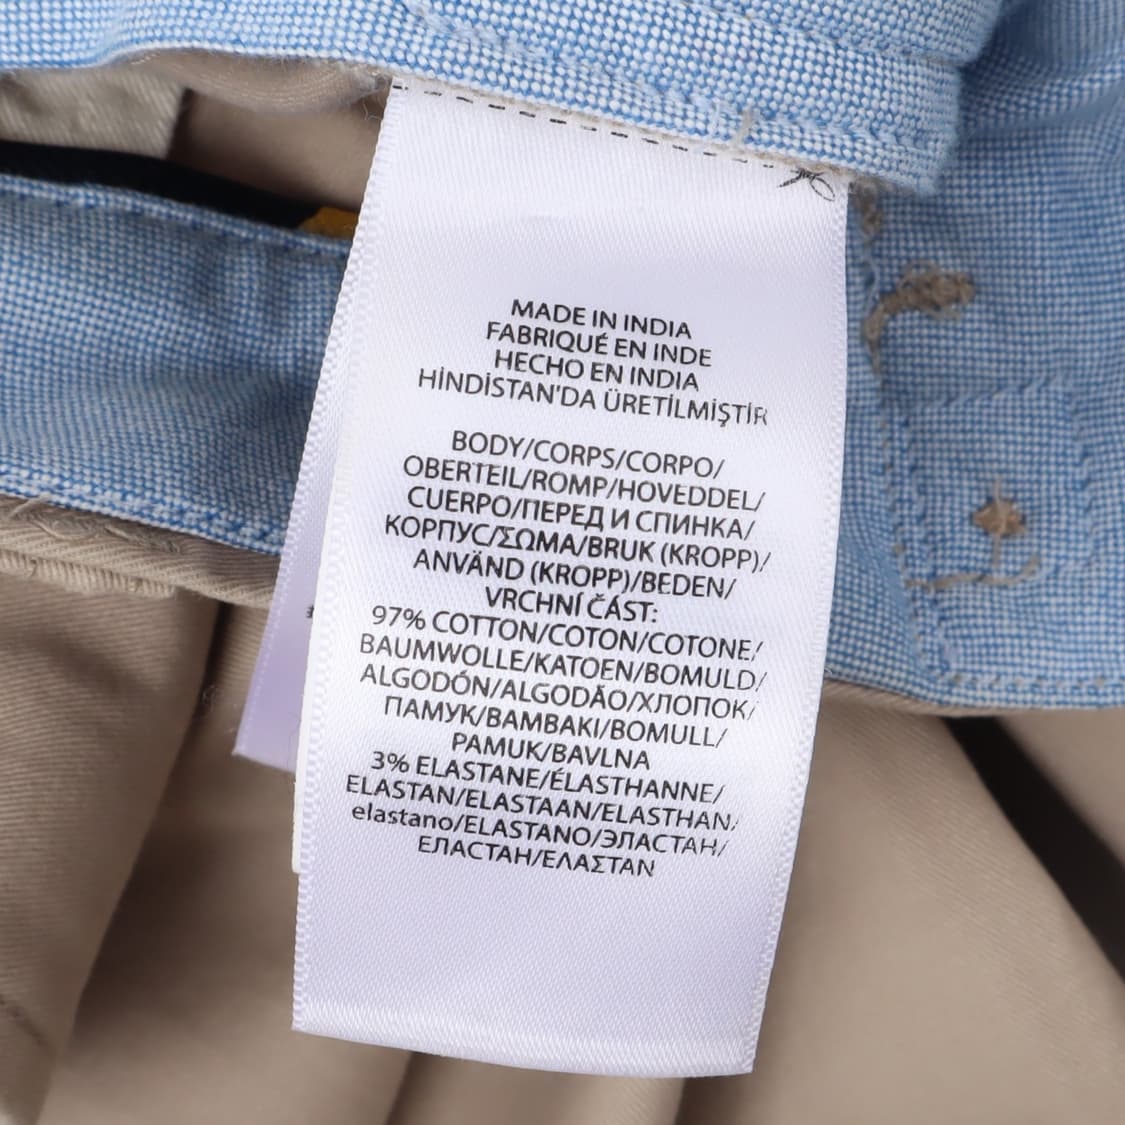 MADE IN INDIA
FABRIQUÉ EN INDE
HECHO EN INDIA
HİNDİSTAN'DA ÜRETİLMİŞTİR
BODY/CORPS/CORPO/
OBERTEIL/ROMP/HOVEDDEL/
CUERPO/ПЕРЕД И СПИНКА/
КОРПУС/ΣΩΜΑ/BRUK (KROPP)/
ANVÄND (KROPP)/BEDEN/
VRCHNÍ ČÁST:
97% COTTON/COTON/COTONE/
BAUMWOLLE/KATOEN/BOMULD/
ALGODÓN/ALGODÃO/ХЛОПОК/
ПАМУК/BAMBAKI/BOMULL/
PAMUK/BAVLNA
3% ELASTANE/ÉLASTHANNE/
ELASTAN/ELASTAAN/ELASTHAN/
elastano/ELASTANO/ЭЛАСТАН/
ЕЛАСТАН/ΕΛΑΣΤΑΝ